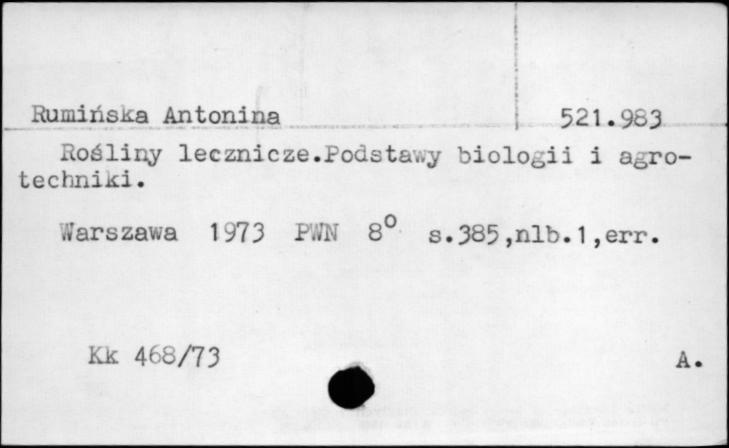 Rumińska Antonina 521.983
Rośliny lecznicze.Podstawy biologii i agro-
techniki.
Warszawa 1973 PWN 8° s.385,nlb.1,err.
Kk 468/73 A.